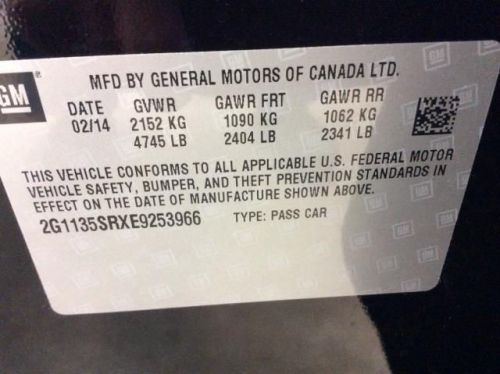 GM
MFD BY GENERAL MOTORS OF CANADA LTD.
DATE GVWR GAWR FRT GAWR RR
02/14 2152 KG 1090 KG 1062 KG
4745 LB 2404 LB 2341 LB
THIS VEHICLE CONFORMS TO ALL APPLICABLE U.S. FEDERAL MOTOR
VEHICLE SAFETY, BUMPER, AND THEFT PREVENTION STANDARDS IN
EFFECT ON THE DATE OF MANUFACTURE SHOWN ABOVE.
2G1135SRXE9253966 TYPE: PASS CAR